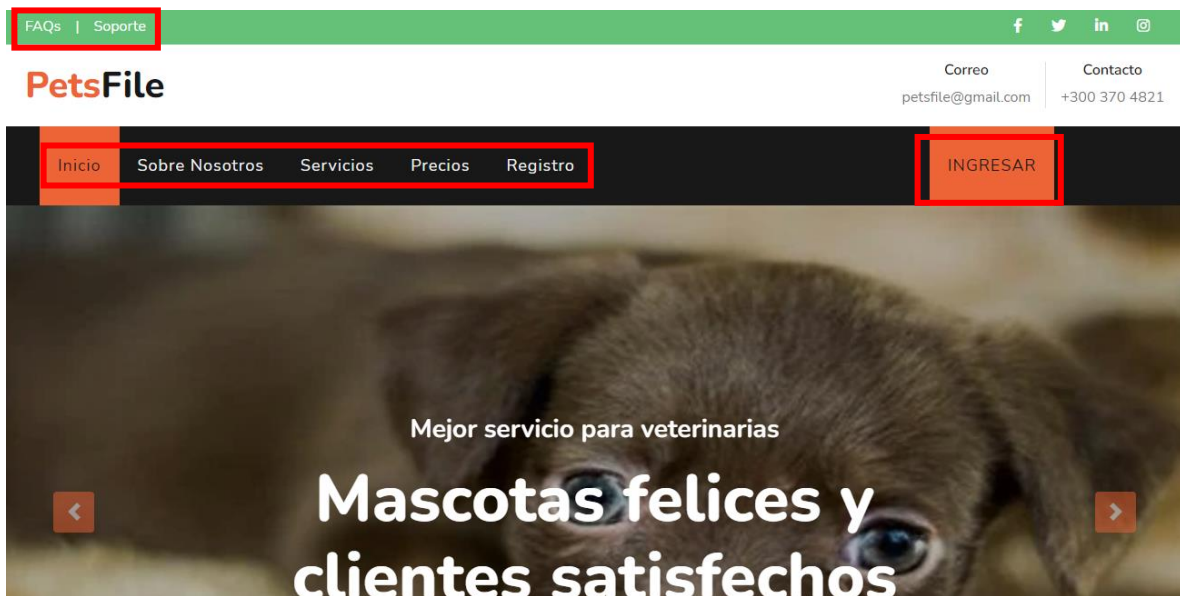 FAQs | Soporte
PetsFile
Correo
petsfile@gmail.com
Contacto
+300 370 4821
Inicio Sobre Nosotros Servicios Precios Registro INGRESAR
Mejor servicio para veterinarias
Mascotas felices y
clientes satisfechos